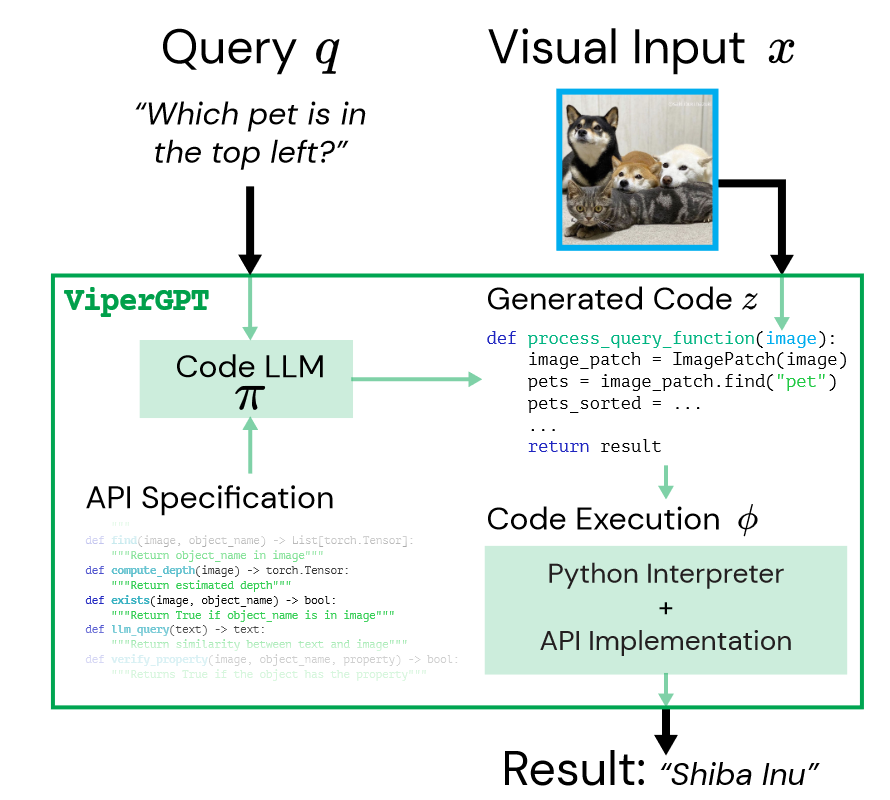 Query q
Visual Input x
“Which pet is in
the top left?”
ViperGPT
Code LLM
π
API Specification
"""
def find(image, object_name) -> List[torch.Tensor]:
"""Return object_name in image"""
def compute_depth(image) -> torch.Tensor:
"""Return estimated depth"""
def exists(image, object_name) -> bool:
"""Return True if object_name is in image"""
def llm_query(text) -> text:
"""Return similarity between text and image"""
def verify_property(image, object_name, property) -> bool:
"""Returns True if the object has the property"""
Generated Code z
def process_query_function(image):
image_patch = ImagePatch(image)
pets = image_patch.find("pet")
pets_sorted = ...
...
return result
Code Execution ϕ
Python Interpreter
+
API Implementation
Result: “Shiba Inu”